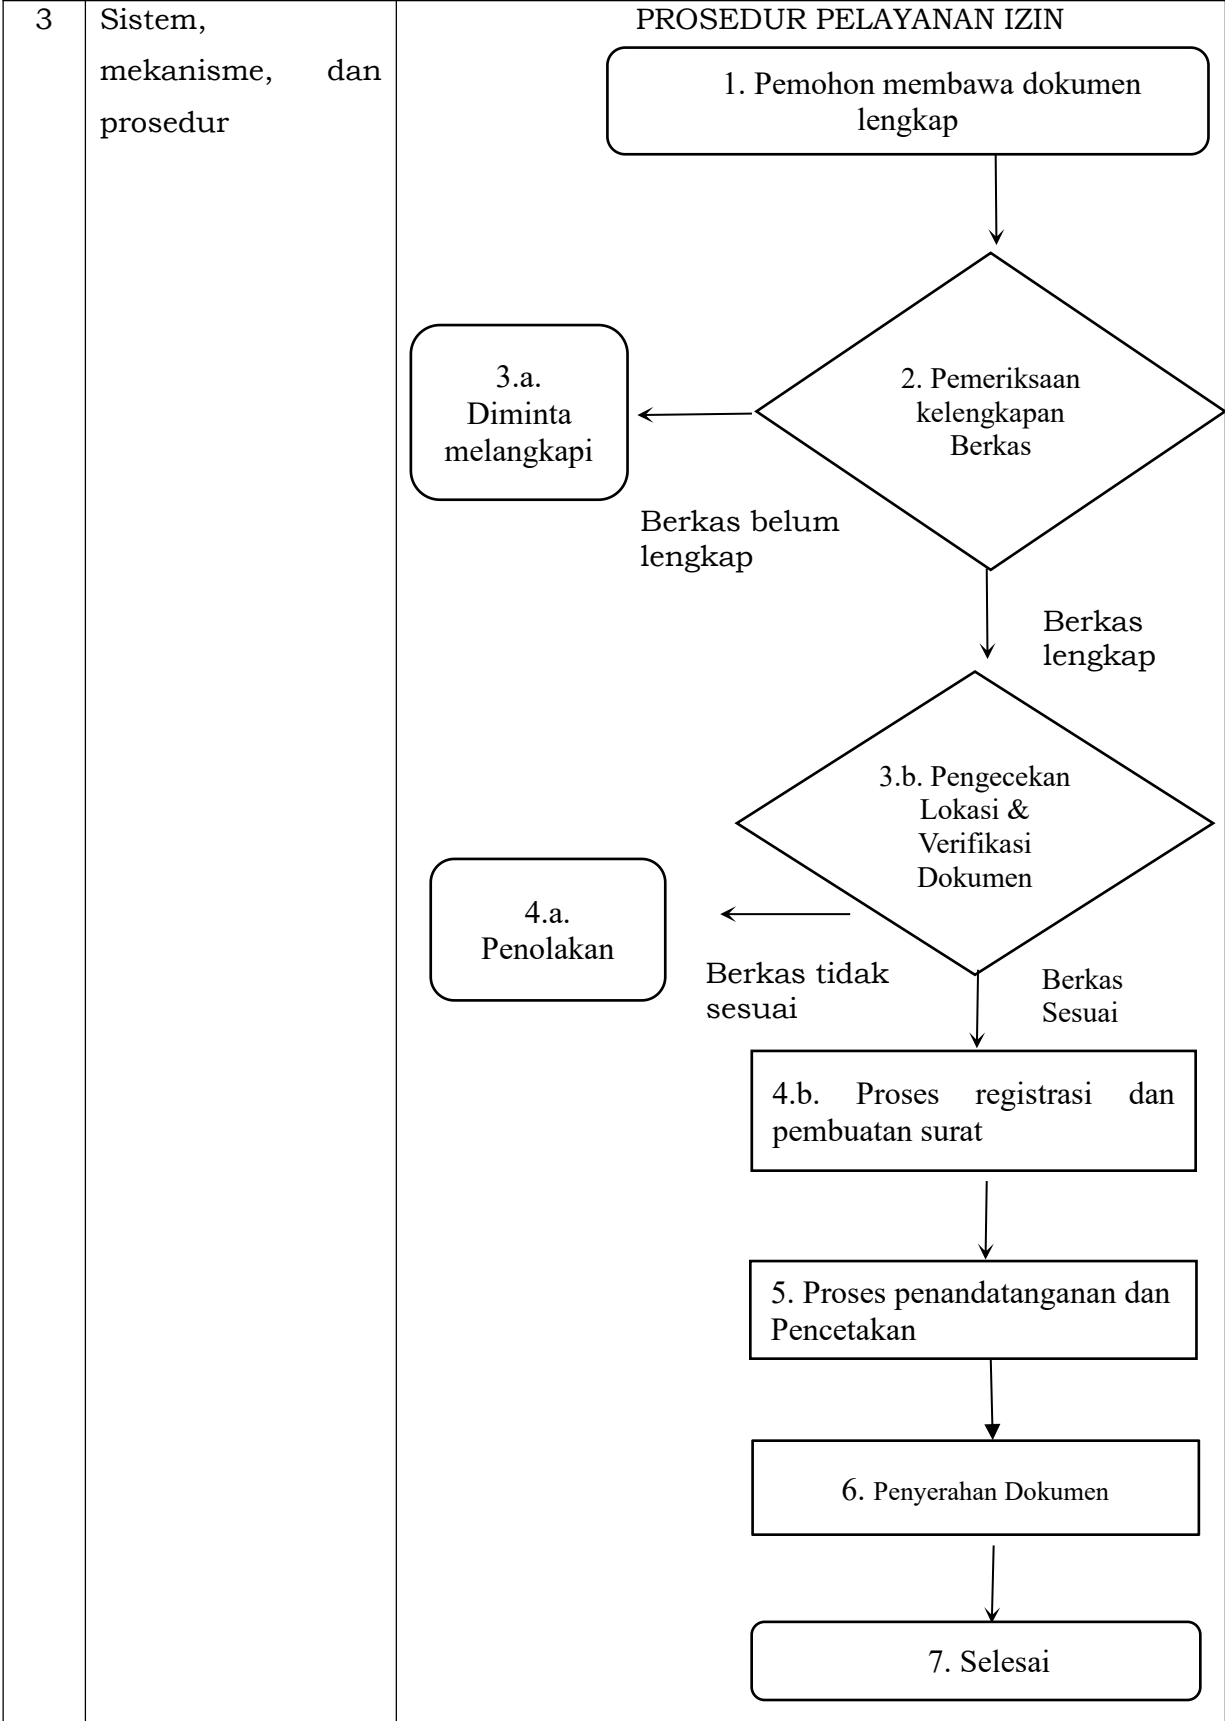 3
Sistem,
mekanisme, dan
prosedur
PROSEDUR PELAYANAN IZIN
1. Pemohon membawa dokumen
lengkap
2. Pemeriksaan
kelengkapan
Berkas
3.a.
Diminta
melangkapi
Berkas belum
lengkap
Berkas
lengkap
3.b. Pengecekan
Lokasi &
Verifikasi
Dokumen
4.a.
Penolakan
Berkas tidak
sesuai
Berkas
Sesuai
4.b. Proses registrasi dan
pembuatan surat
5. Proses penandatanganan dan
Pencetakan
6. Penyerahan Dokumen
7. Selesai